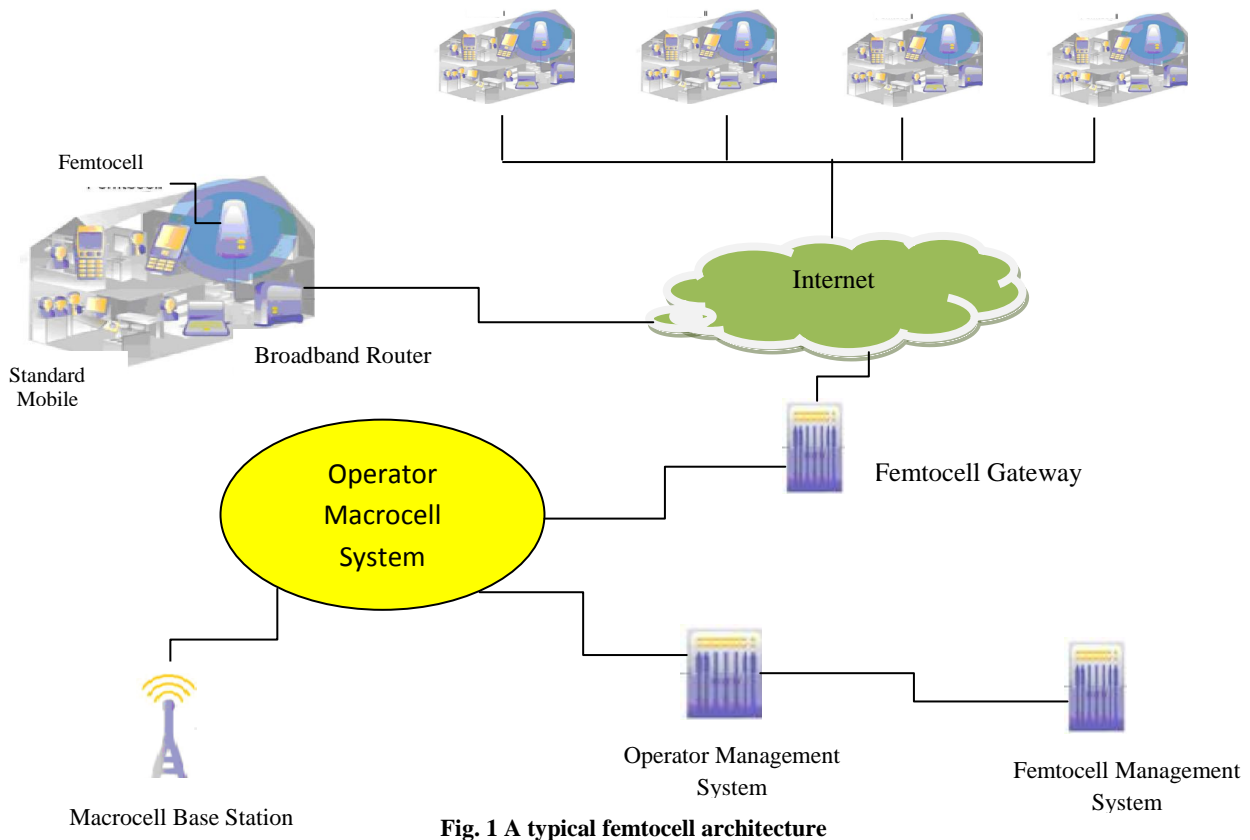 Femtocell
Internet
Broadband Router
Standard
Mobile
Femtocell Gateway
Operator
Macrocell
System
Operator Management
System
Femtocell Management
System
Macrocell Base Station
Fig. 1 A typical femtocell architecture